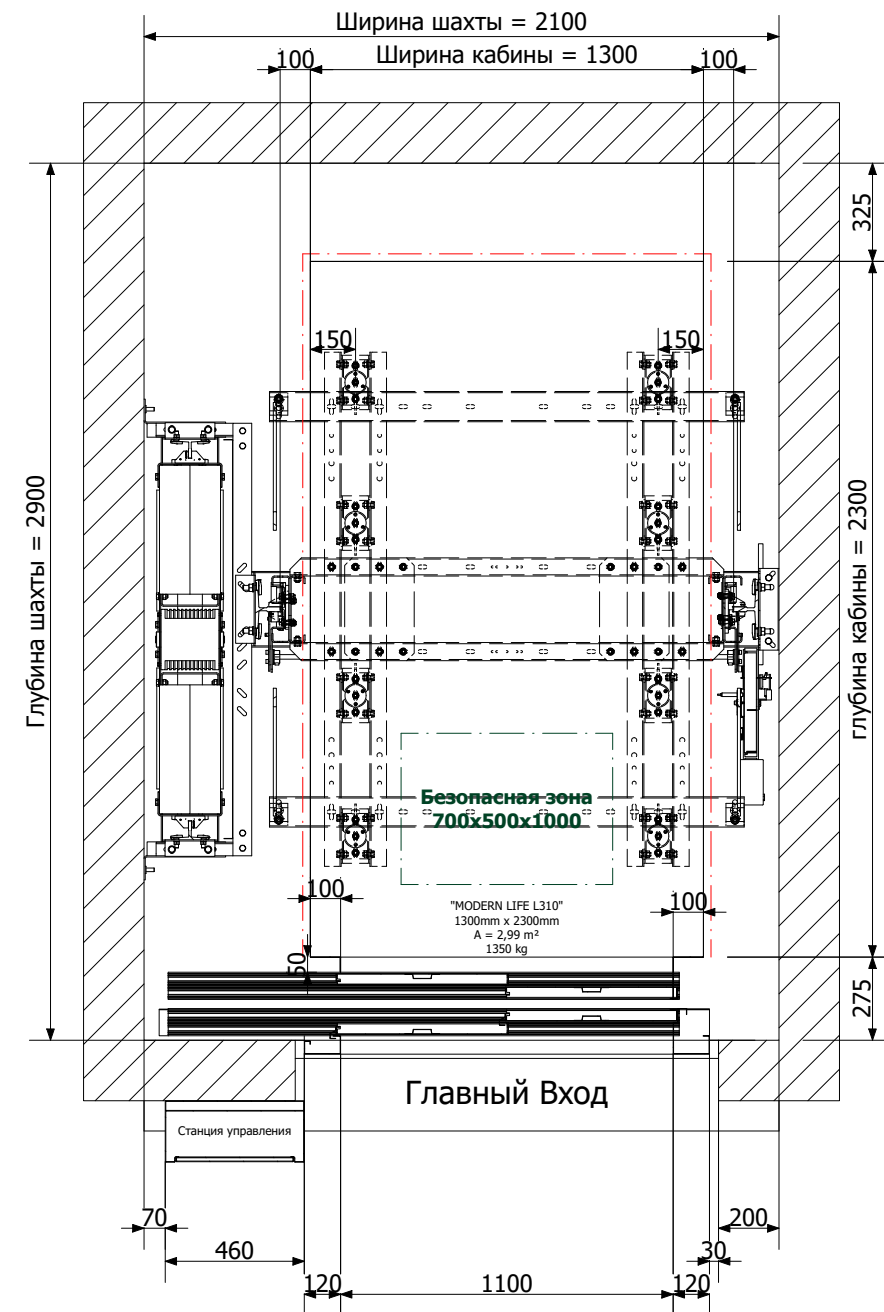 Ширина шахты = 2100
Ширина кабины = 1300
100
100
325
150
150
Глубина шахты = 2900
глубина кабины = 2300
Безопасная зона
700x500x1000
100
100
"MODERN LIFE L310"
1300mm x 2300mm
A = 2,99 m²
1350 kg
50
275
Главный Вход
Станция управления
70
200
460
30
120
1100
120